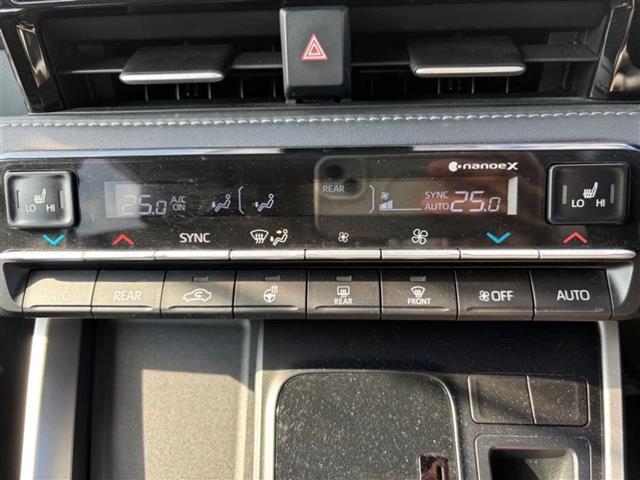 nanoeX
LO HI
25.0 A/C ON
REAR
SYNC AUTO 25.0
LO HI
SYNC
A/C
REAR
REAR
FRONT
OFF
AUTO